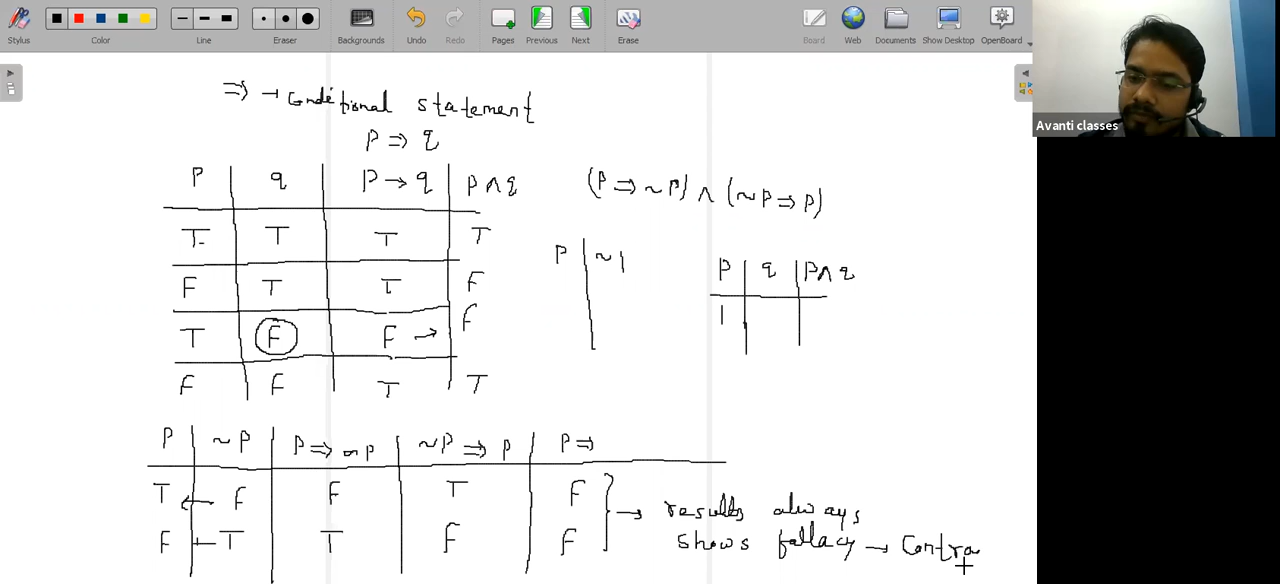 Stylus
Color
Line
Eraser
Backgrounds
Undo
Redo
Pages
Previous
Next
Erase
Board
Web
Documents
Show Desktop
OpenBoard
Avanti classes
⇒ → Conditional statement
P ⇒ q
P q P → q P ∧ q
T T T T
F T T F
T F F → F
F F T T
(P ⇒ ~P) ∧ (~P ⇒ P)
P ~
P q P ∧ q
P ~P P ⇒ ~P ~P ⇒ P P ⇒
T ← F F T F
F ← T T F F
→ results always
shows fallacy → Contra